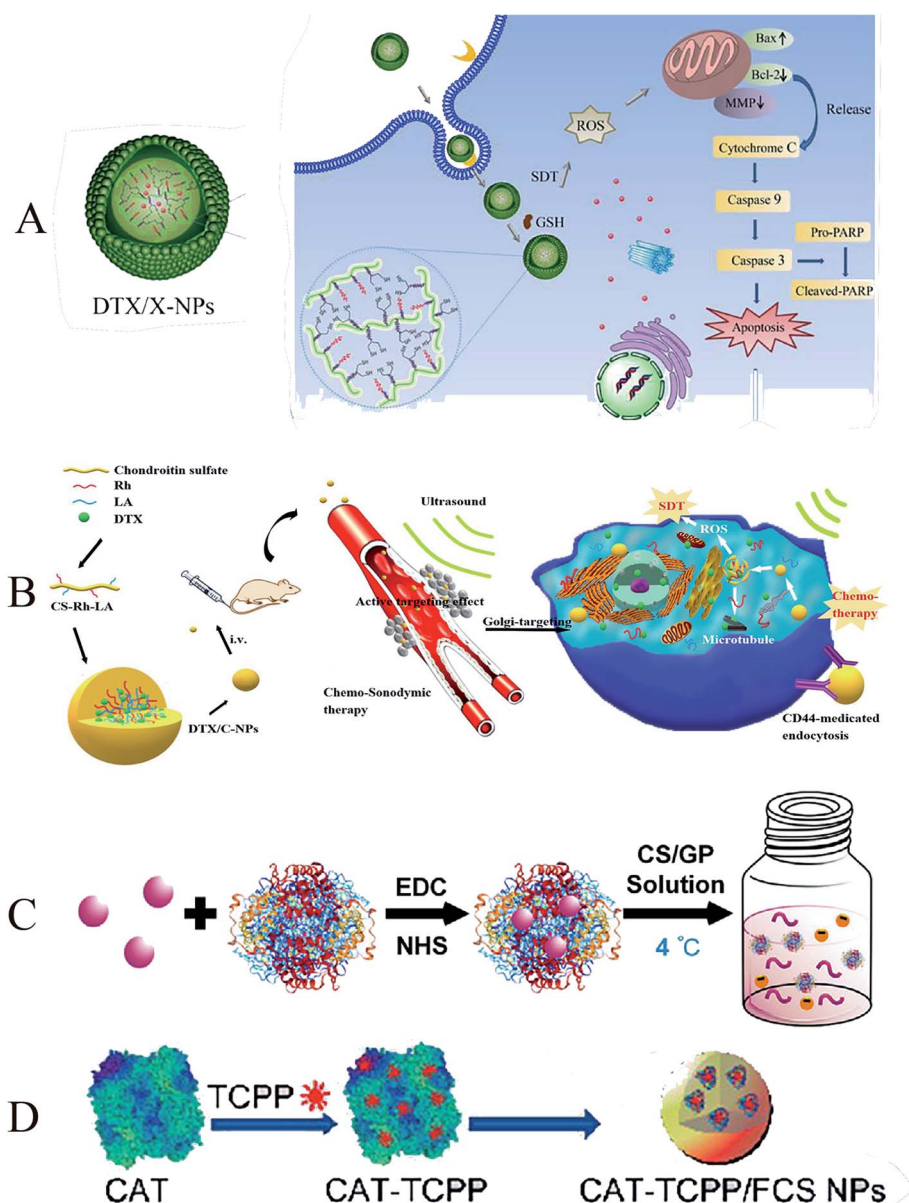 A
DTX/X-NPs
SDT
ROS
GSH
Bax↑
Bcl-2↓
MMP↓
Release
Cytochrome C
Caspase 9
Caspase 3
Pro-PARP
Cleaved-PARP
Apoptosis
B
Chondroitin sulfate
Rh
LA
DTX
CS-Rh-LA
DTX/C-NPs
i.v.
Ultrasound
Active targeting effect
Chemo-Sonodymic
therapy
Golgi-targeting
SDT
ROS
Microtubule
Chemo-
therapy
CD44-medicated
endocytosis
C
+
EDC
NHS
CS/GP
Solution
4 °C
D
CAT
TCPP
CAT-TCPP
CAT-TCPP/FCS NPs